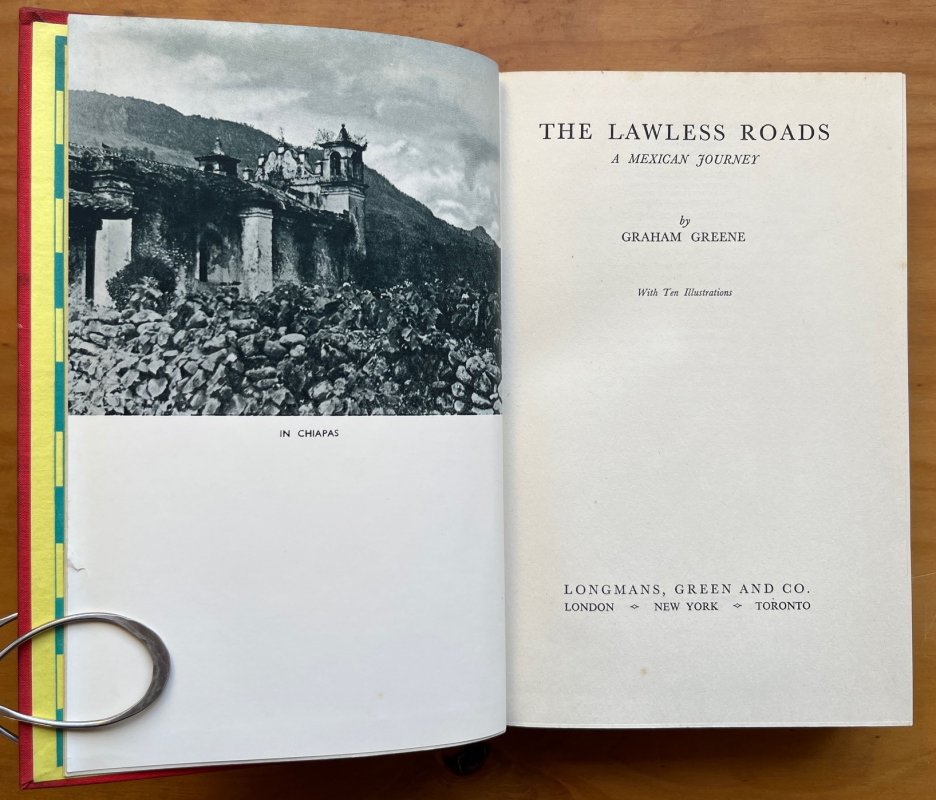 IN CHIAPAS
THE LAWLESS ROADS
A MEXICAN JOURNEY
by
GRAHAM GREENE
With Ten Illustrations
LONGMANS, GREEN AND CO.
LONDON ⟡ NEW YORK ⟡ TORONTO